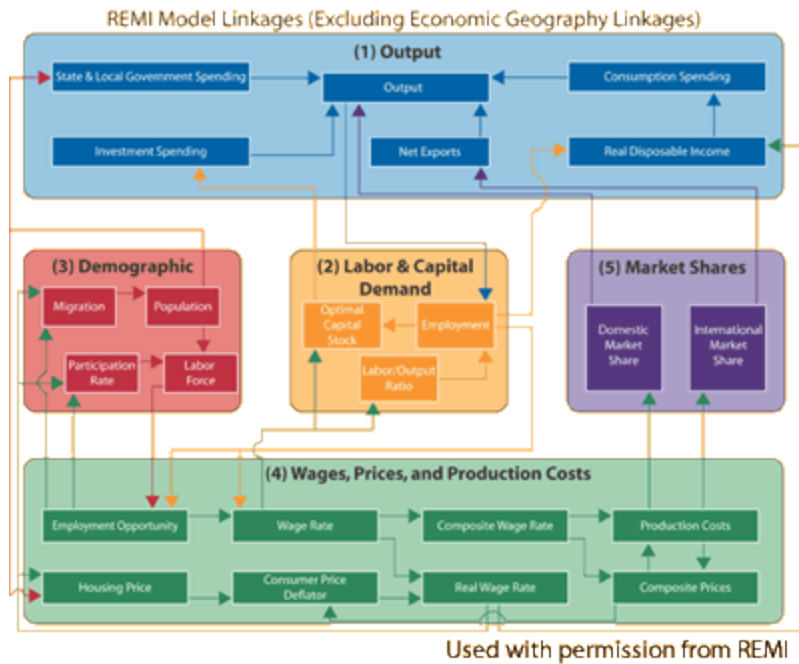 REMI Model Linkages (Excluding Economic Geography Linkages)
(1) Output
State & Local Government Spending
Output
Consumption Spending
Investment Spending
Net Exports
Real Disposable Income
(3) Demographic
Migration
Population
Participation
Rate
Labor
Force
(2) Labor & Capital
Demand
Optimal
Capital
Stock
Employment
Labor/Output
Ratio
(5) Market Shares
Domestic
Market
Share
International
Market
Share
(4) Wages, Prices, and Production Costs
Employment Opportunity
Wage Rate
Composite Wage Rate
Production Costs
Housing Price
Consumer Price
Deflator
Real Wage Rate
Composite Prices
Used with permission from REMI